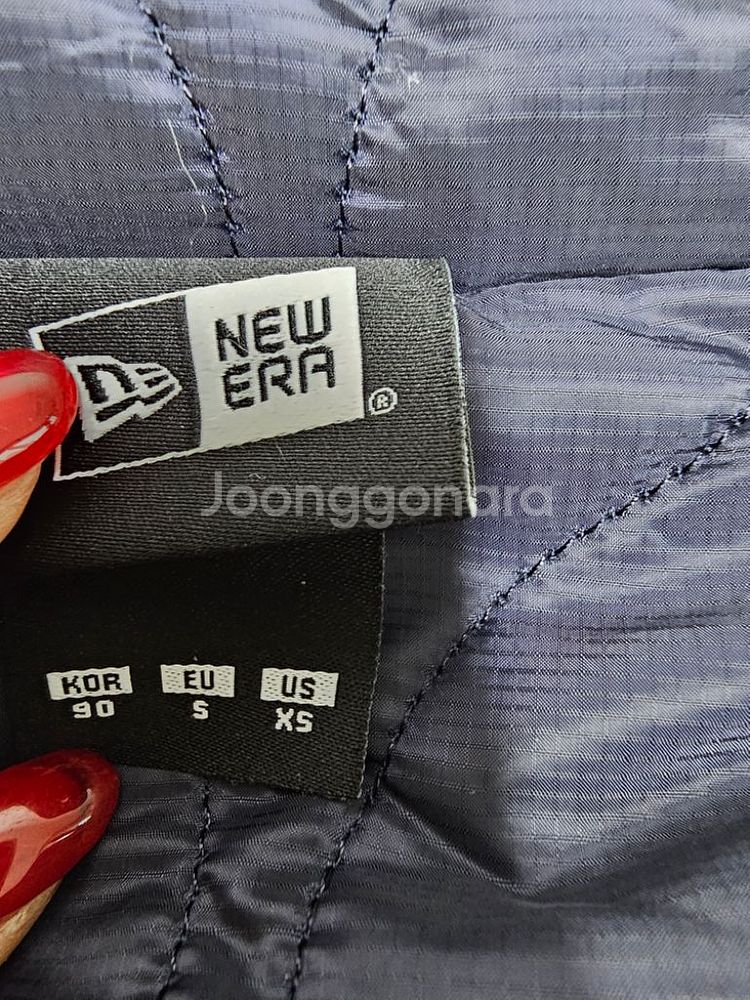 NEW
ERA
®
Joonggonara
KOR EU US
90 S XS